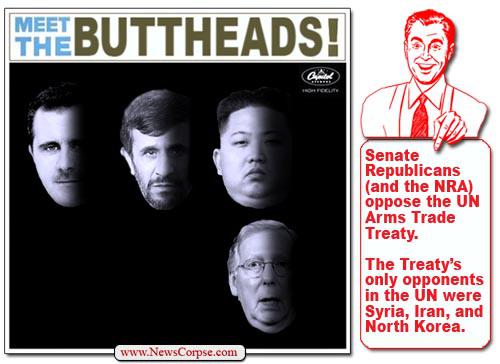 MEET
THE BUTTHEADS!
Capitol
HIGH FIDELITY
Senate
Republicans
(and the NRA)
oppose the UN
Arms Trade
Treaty.
The Treaty's
only opponents
in the UN were
Syria, Iran, and
North Korea.
www.NewsCorpse.com